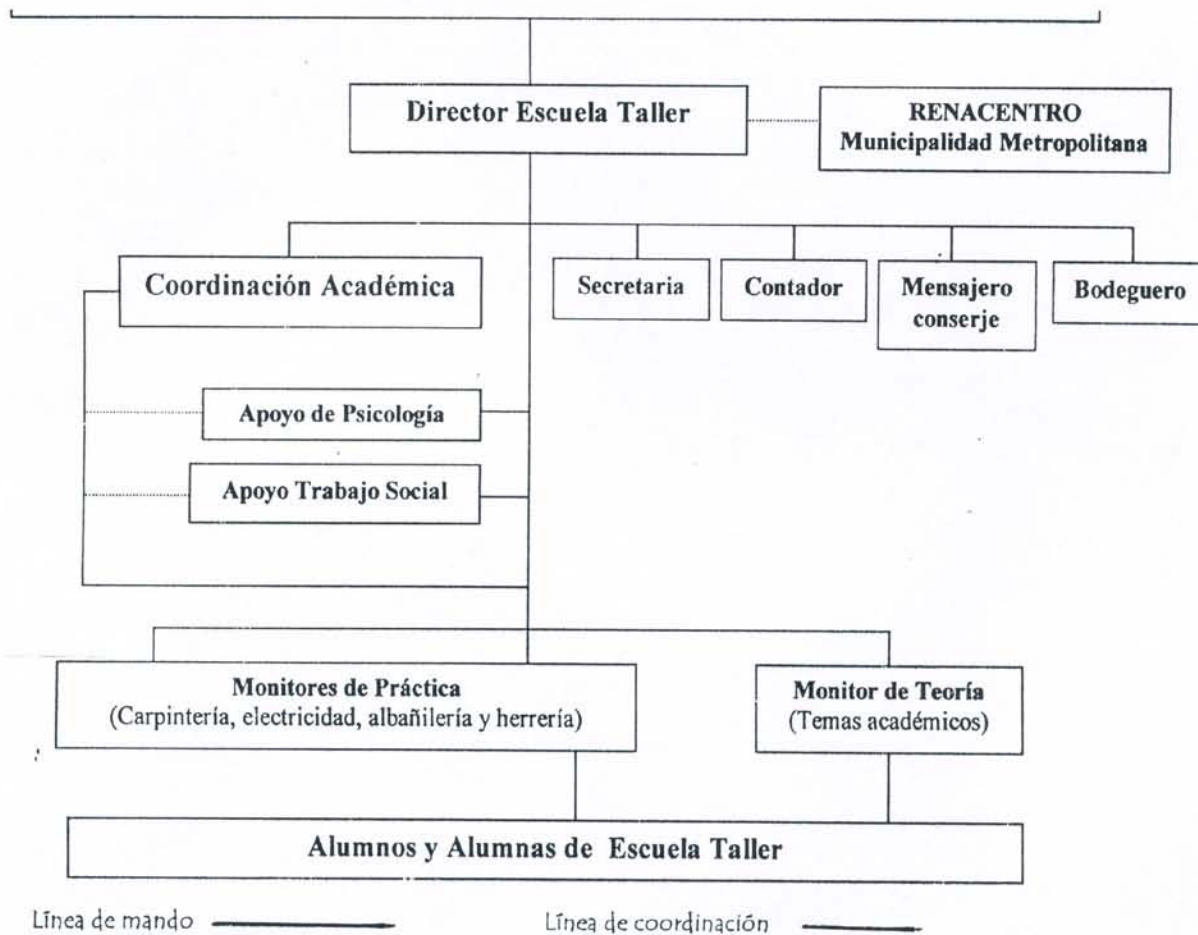 Director Escuela Taller
RENACENTRO
Municipalidad Metropolitana
Coordinación Académica
Secretaria
Contador
Mensajero
conserje
Bodeguero
Apoyo de Psicología
Apoyo Trabajo Social
Monitores de Práctica
(Carpintería, electricidad, albañilería y herrería)
Monitor de Teoría
(Temas académicos)
Alumnos y Alumnas de Escuela Taller
Línea de mando
Línea de coordinación